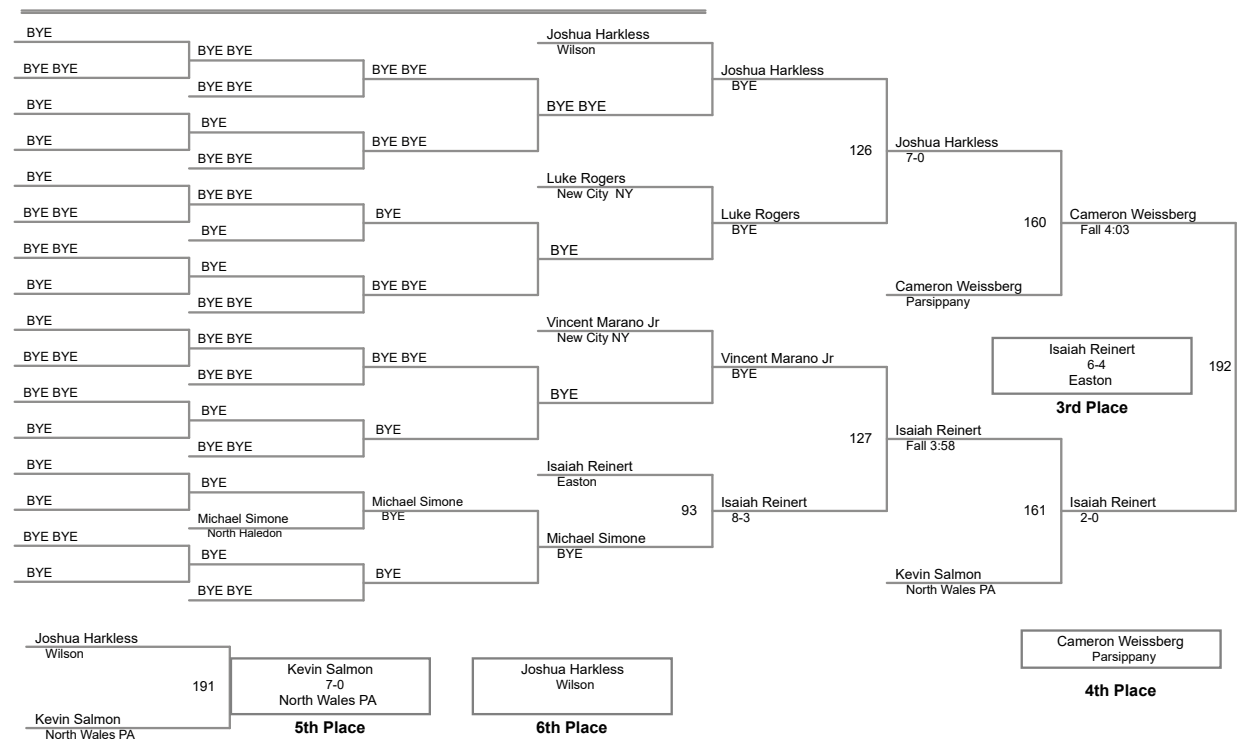 BYE
BYE BYE
BYE
BYE
BYE
BYE BYE
BYE BYE
BYE
BYE
BYE BYE
BYE BYE
BYE
BYE
BYE
BYE BYE
BYE
BYE BYE
BYE BYE
BYE
BYE BYE
BYE BYE
BYE
BYE
BYE BYE
BYE BYE
BYE BYE
BYE
BYE BYE
BYE
Michael Simone
North Haledon
BYE
BYE BYE
BYE BYE
BYE BYE
BYE
BYE BYE
BYE BYE
BYE
Michael Simone
BYE
BYE
Joshua Harkless
Wilson
BYE BYE
Luke Rogers
New City  NY
BYE
Vincent Marano Jr
New City NY
BYE
Isaiah Reinert
Easton
Michael Simone
BYE
93
Joshua Harkless
BYE
Luke Rogers
BYE
Vincent Marano Jr
BYE
Isaiah Reinert
8-3
126
127
Joshua Harkless
7-0
Cameron Weissberg
Parsippany
Isaiah Reinert
Fall 3:58
Kevin Salmon
North Wales PA
160
161
Cameron Weissberg
Fall 4:03
Isaiah Reinert
2-0
192
Isaiah Reinert
6-4
Easton
3rd Place
Cameron Weissberg
Parsippany
4th Place
Joshua Harkless
Wilson
Kevin Salmon
North Wales PA
191
Kevin Salmon
7-0
North Wales PA
5th Place
Joshua Harkless
Wilson
6th Place